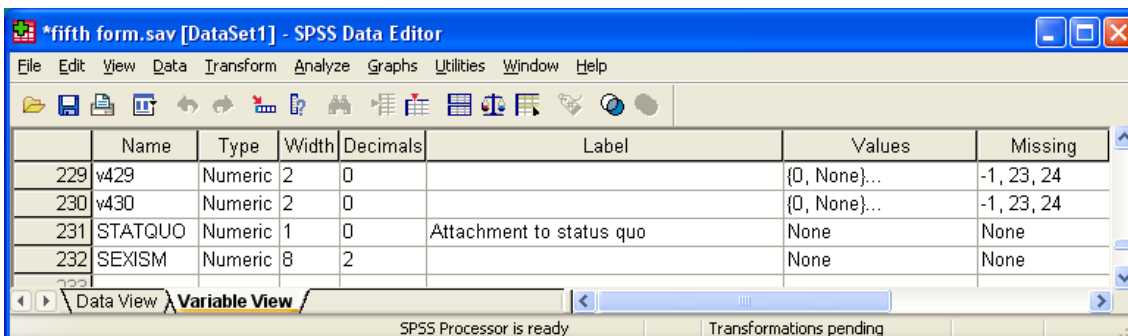 *fifth form.sav [DataSet1] - SPSS Data Editor
File Edit View Data Transform Analyze Graphs Utilities Window Help
Name Type Width Decimals Label Values Missing
229 v429 Numeric 2 0 {0, None}... -1, 23, 24
230 v430 Numeric 2 0 {0, None}... -1, 23, 24
231 STATQUO Numeric 1 0 Attachment to status quo None None
232 SEXISM Numeric 8 2 None None
Data View Variable View
SPSS Processor is ready Transformations pending